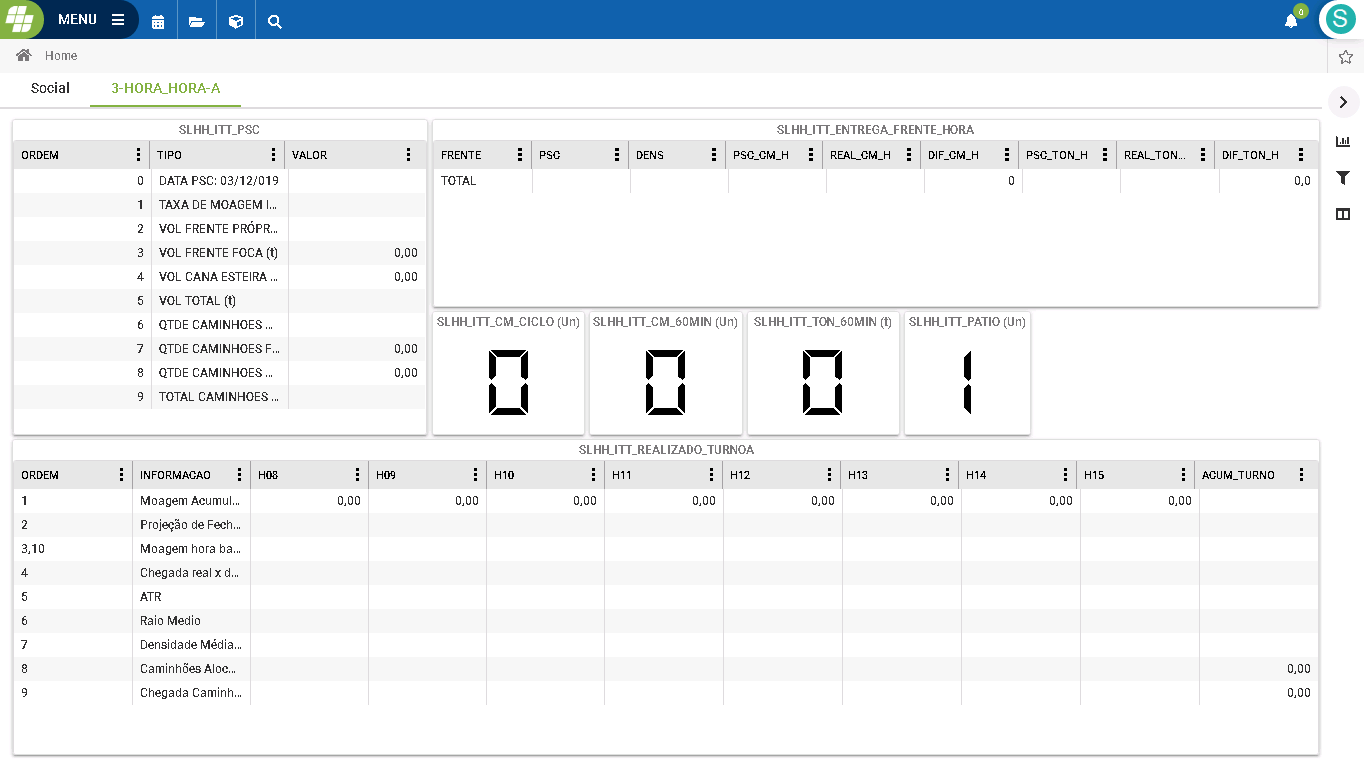 MENU
0
S
Home
Social 3-HORA_HORA-A
SLHH_ITT_PSC
ORDEM TIPO VALOR
0 DATA PSC: 03/12/019
1 TAXA DE MOAGEM I...
2 VOL FRENTE PRÓPR...
3 VOL FRENTE FOCA (t) 0,00
4 VOL CANA ESTEIRA ... 0,00
5 VOL TOTAL (t)
6 QTDE CAMINHOES ...
7 QTDE CAMINHOES F... 0,00
8 QTDE CAMINHOES ... 0,00
9 TOTAL CAMINHOES ...
SLHH_ITT_ENTREGA_FRENTE_HORA
FRENTE PSC DENS PSC_CM_H REAL_CM_H DIF_CM_H PSC_TON_H REAL_TON... DIF_TON_H
TOTAL 0 0,0
SLHH_ITT_CM_CICLO (Un) SLHH_ITT_CM_60MIN (Un) SLHH_ITT_TON_60MIN (t) SLHH_ITT_PATIO (Un)
0 0 0 1
SLHH_ITT_REALIZADO_TURNOA
ORDEM INFORMACAO H08 H09 H10 H11 H12 H13 H14 H15 ACUM_TURNO
1 Moagem Acumul... 0,00 0,00 0,00 0,00 0,00 0,00 0,00 0,00
2 Projeção de Fech...
3,10 Moagem hora ba...
4 Chegada real x d...
5 ATR
6 Raio Medio
7 Densidade Média...
8 Caminhões Aloc... 0,00
9 Chegada Caminh... 0,00